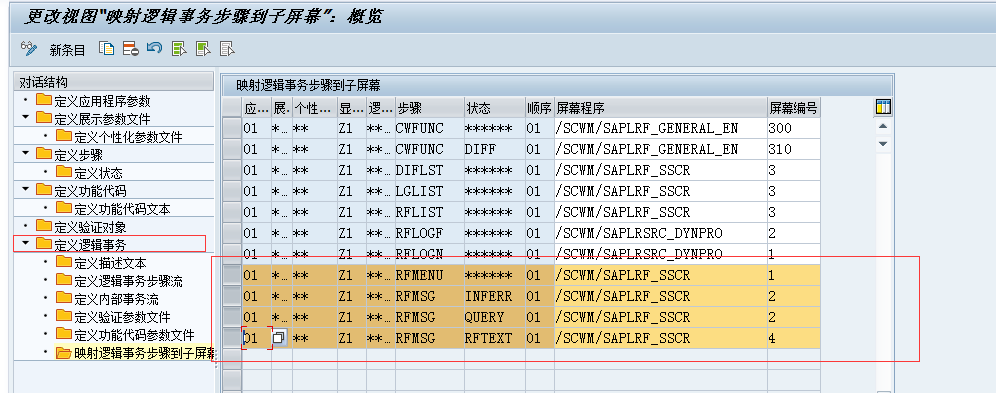 更改视图“映射逻辑事务步骤到子屏幕”：概览
新条目
对话结构
定义应用程序参数
定义展示参数文件
定义个性化参数文件
定义步骤
定义状态
定义功能代码
定义功能代码文本
定义验证对象
定义逻辑事务
定义描述文本
定义逻辑事务步骤流
定义内部事务流
定义验证参数文件
定义功能代码参数文件
映射逻辑事务步骤到子屏幕
映射逻辑事务步骤到子屏幕
应... 展. 个性... 显... 逻... 步骤 状态 顺序 屏幕程序 屏幕编号
01 *.. ** Z1 **.. CWFUNC ****** 01 /SCWM/SAPLRF_GENERAL_EN 300
01 *.. ** Z1 **.. CWFUNC DIFF 01 /SCWM/SAPLRF_GENERAL_EN 310
01 *.. ** Z1 **.. DIFLST ****** 01 /SCWM/SAPLRF_SSCR 3
01 *.. ** Z1 **.. LGLIST ****** 01 /SCWM/SAPLRF_SSCR 3
01 *.. ** Z1 **.. RFLIST ****** 01 /SCWM/SAPLRF_SSCR 3
01 *.. ** Z1 **.. RFLOGF ****** 01 /SCWM/SAPLRSRC_DYNPRO 2
01 *.. ** Z1 **.. RFLOGN ****** 01 /SCWM/SAPLRSRC_DYNPRO 1
01 *.. ** Z1 **.. RFMENU ****** 01 /SCWM/SAPLRF_SSCR 1
01 *.. ** Z1 **.. RFMSG INFERR 01 /SCWM/SAPLRF_SSCR 2
01 *.. ** Z1 **.. RFMSG QUERY 01 /SCWM/SAPLRF_SSCR 2
01 ** Z1 **.. RFMSG RFTEXT 01 /SCWM/SAPLRF_SSCR 4